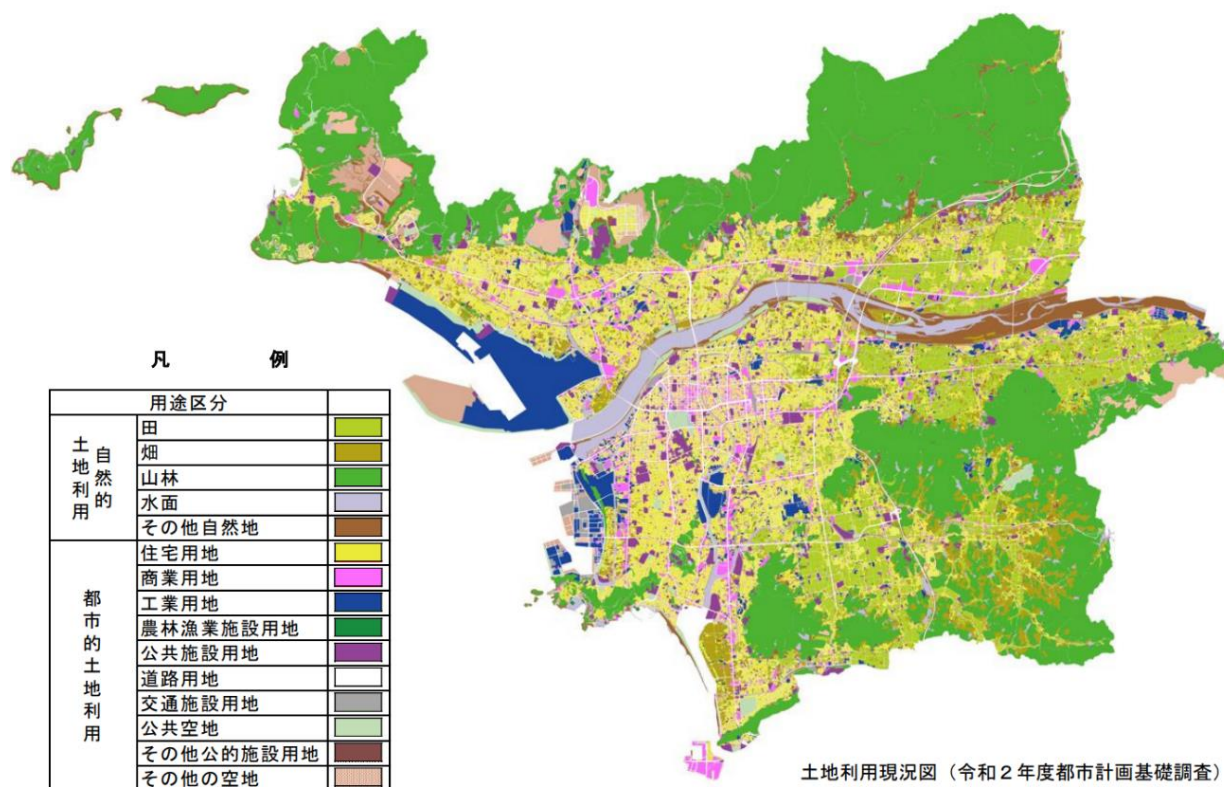 凡 例
用途区分
自然的土地利用
田
畑
山林
水面
その他自然地
都市的土地利用
住宅用地
商業用地
工業用地
農林漁業施設用地
公共施設用地
道路用地
交通施設用地
公共空地
その他公的施設用地
その他の空地
土地利用現況図（令和２年度都市計画基礎調査）